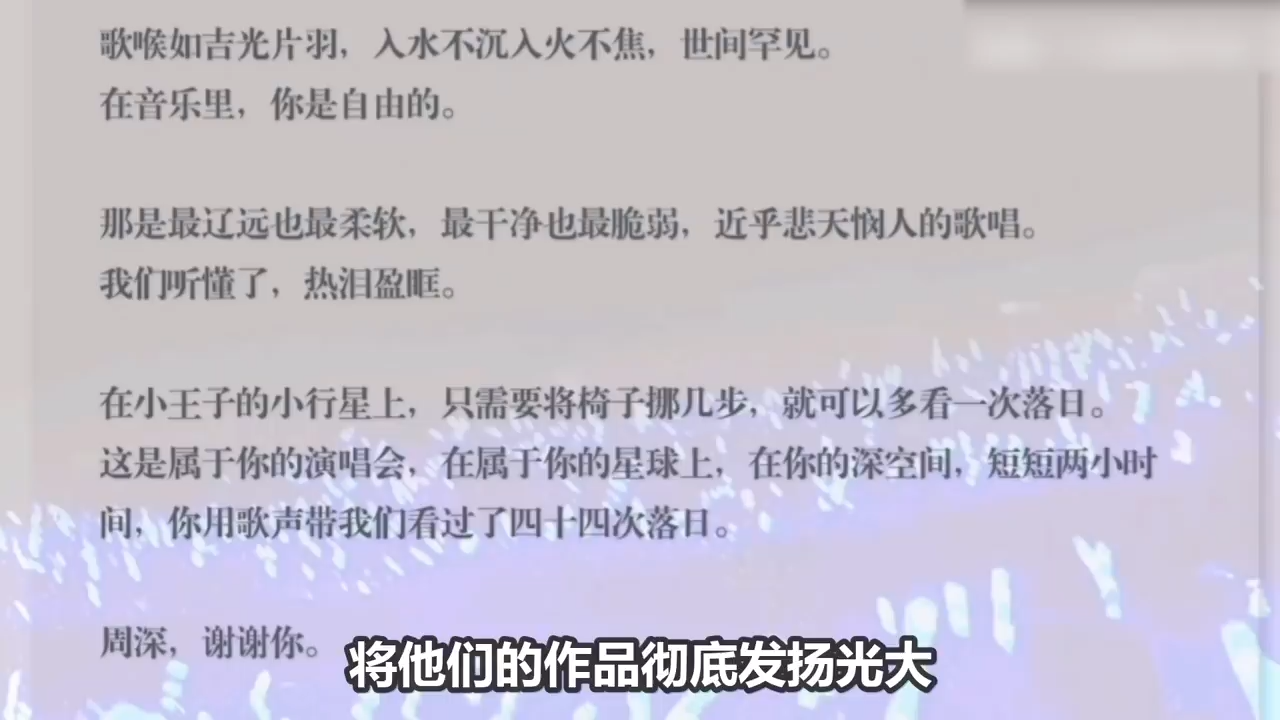 歌喉如吉光片羽，入水不沉入火不焦，世间罕见。
在音乐里，你是自由的。
那是最辽远也最柔软，最干净也最脆弱，近乎悲天悯人的歌唱。
我们听懂了，热泪盈眶。
在小王子的小行星上，只需要将椅子挪几步，就可以多看一次落日。
这是属于你的演唱会，在属于你的星球上，在你的深空间，短短两小时
间，你用歌声带我们看过了四十四次落日。
周深，谢谢你。
将他们的作品彻底发扬光大